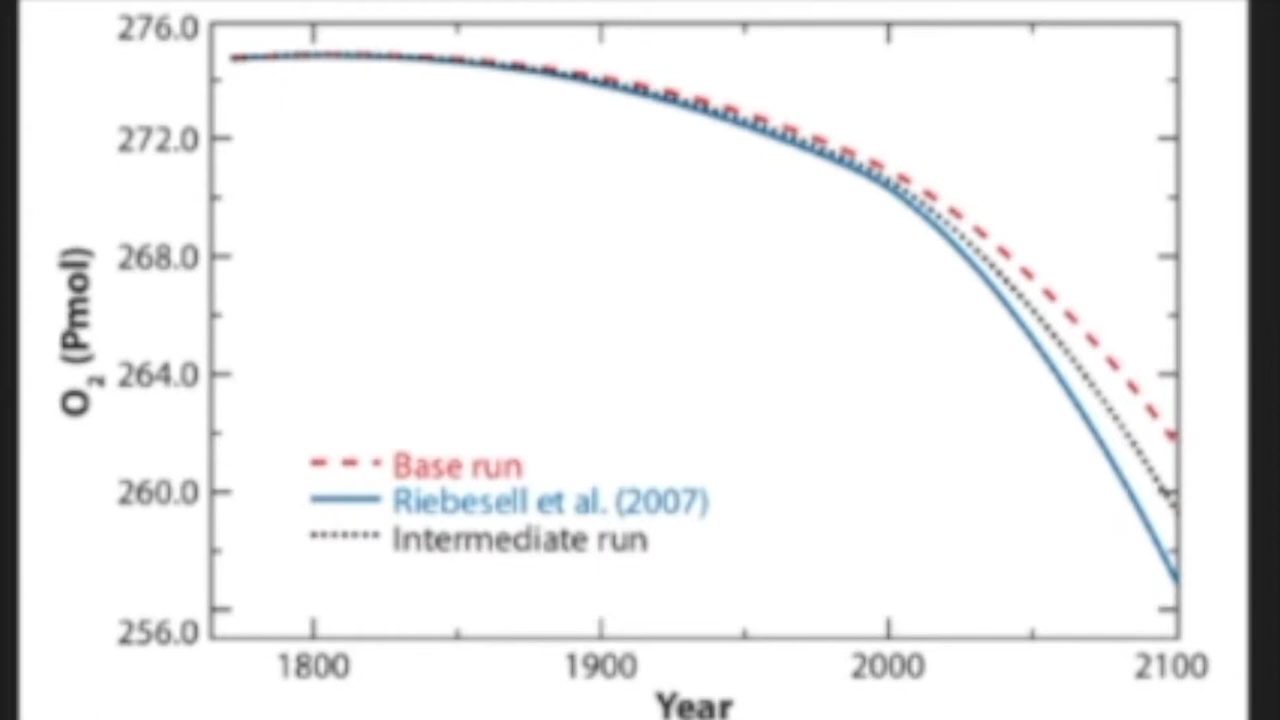 276.0
272.0
268.0
264.0
260.0
256.0
O2 (Pmol)
Base run
Riebesell et al. (2007)
Intermediate run
1800 1900 2000 2100
Year